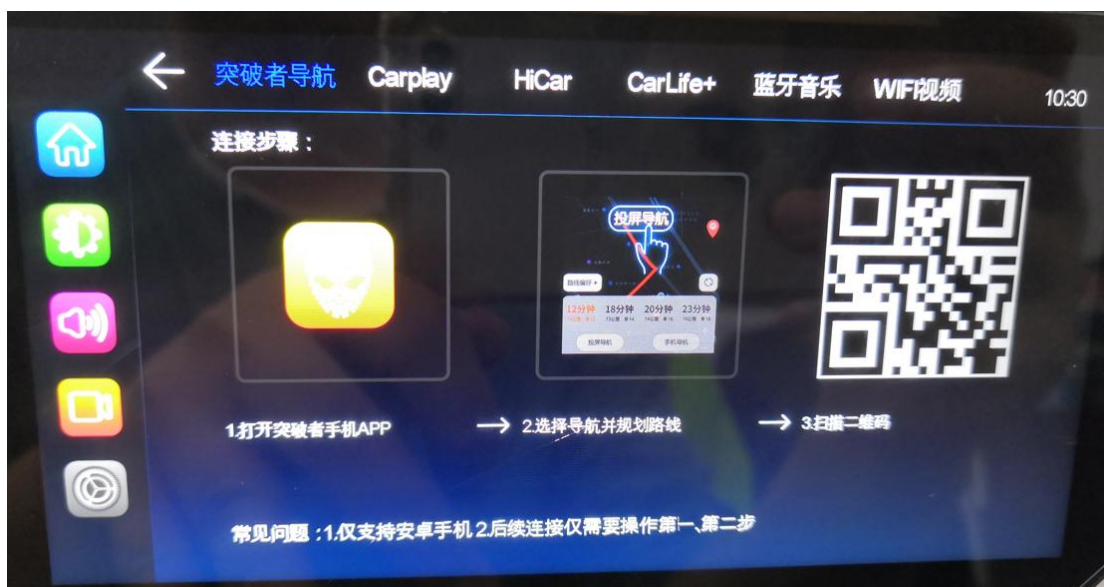 突破者导航 Carplay HiCar CarLife+ 蓝牙音乐 WIFI视频 10:30
连接步骤：
投屏导航
路线偏好
12分钟 18分钟 20分钟 23分钟
投屏导航 手机导航
1.打开突破者手机APP → 2.选择导航并规划路线 → 3.扫描二维码
常见问题：1.仅支持安卓手机 2.后续连接仅需要操作第一、第二步